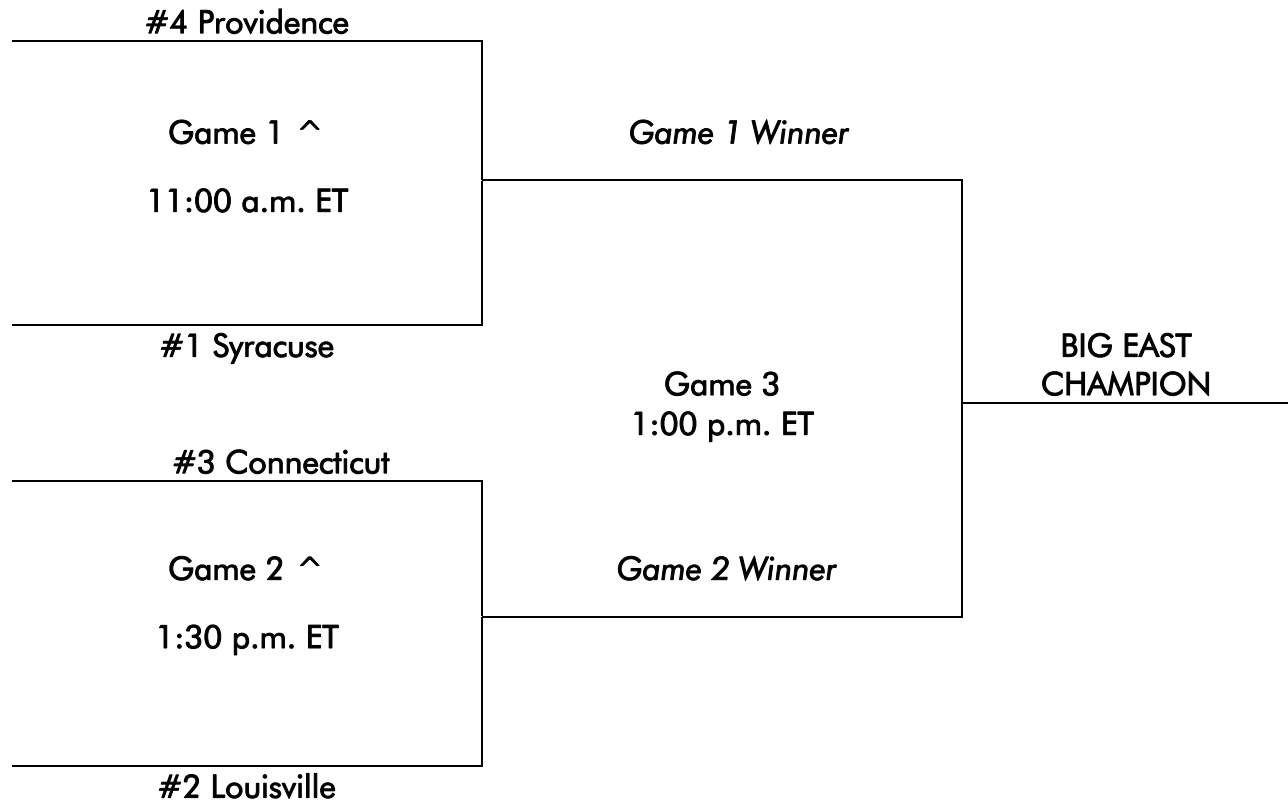 #4 Providence
Game 1 ^
11:00 a.m. ET
#1 Syracuse
Game 1 Winner
#3 Connecticut
Game 2 ^
1:30 p.m. ET
#2 Louisville
Game 2 Winner
Game 3
1:00 p.m. ET
BIG EAST
CHAMPION